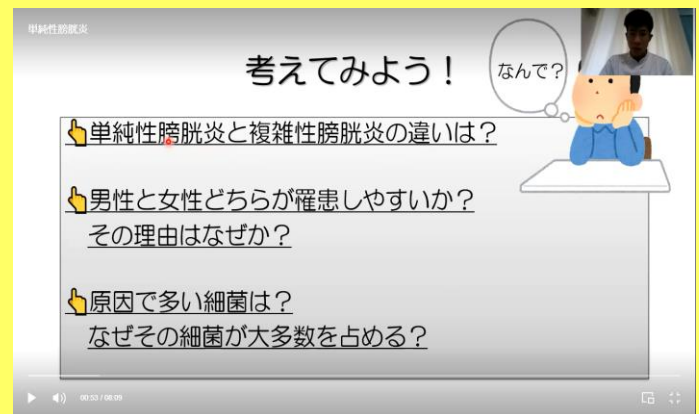 単純性膀胱炎
考えてみよう！
なんで？
👆単純性膀胱炎と複雑性膀胱炎の違いは？
👆男性と女性どちらが罹患しやすいか？
その理由はなぜか？
👆原因で多い細菌は？
なぜその細菌が大多数を占める？
00:53 / 08:09